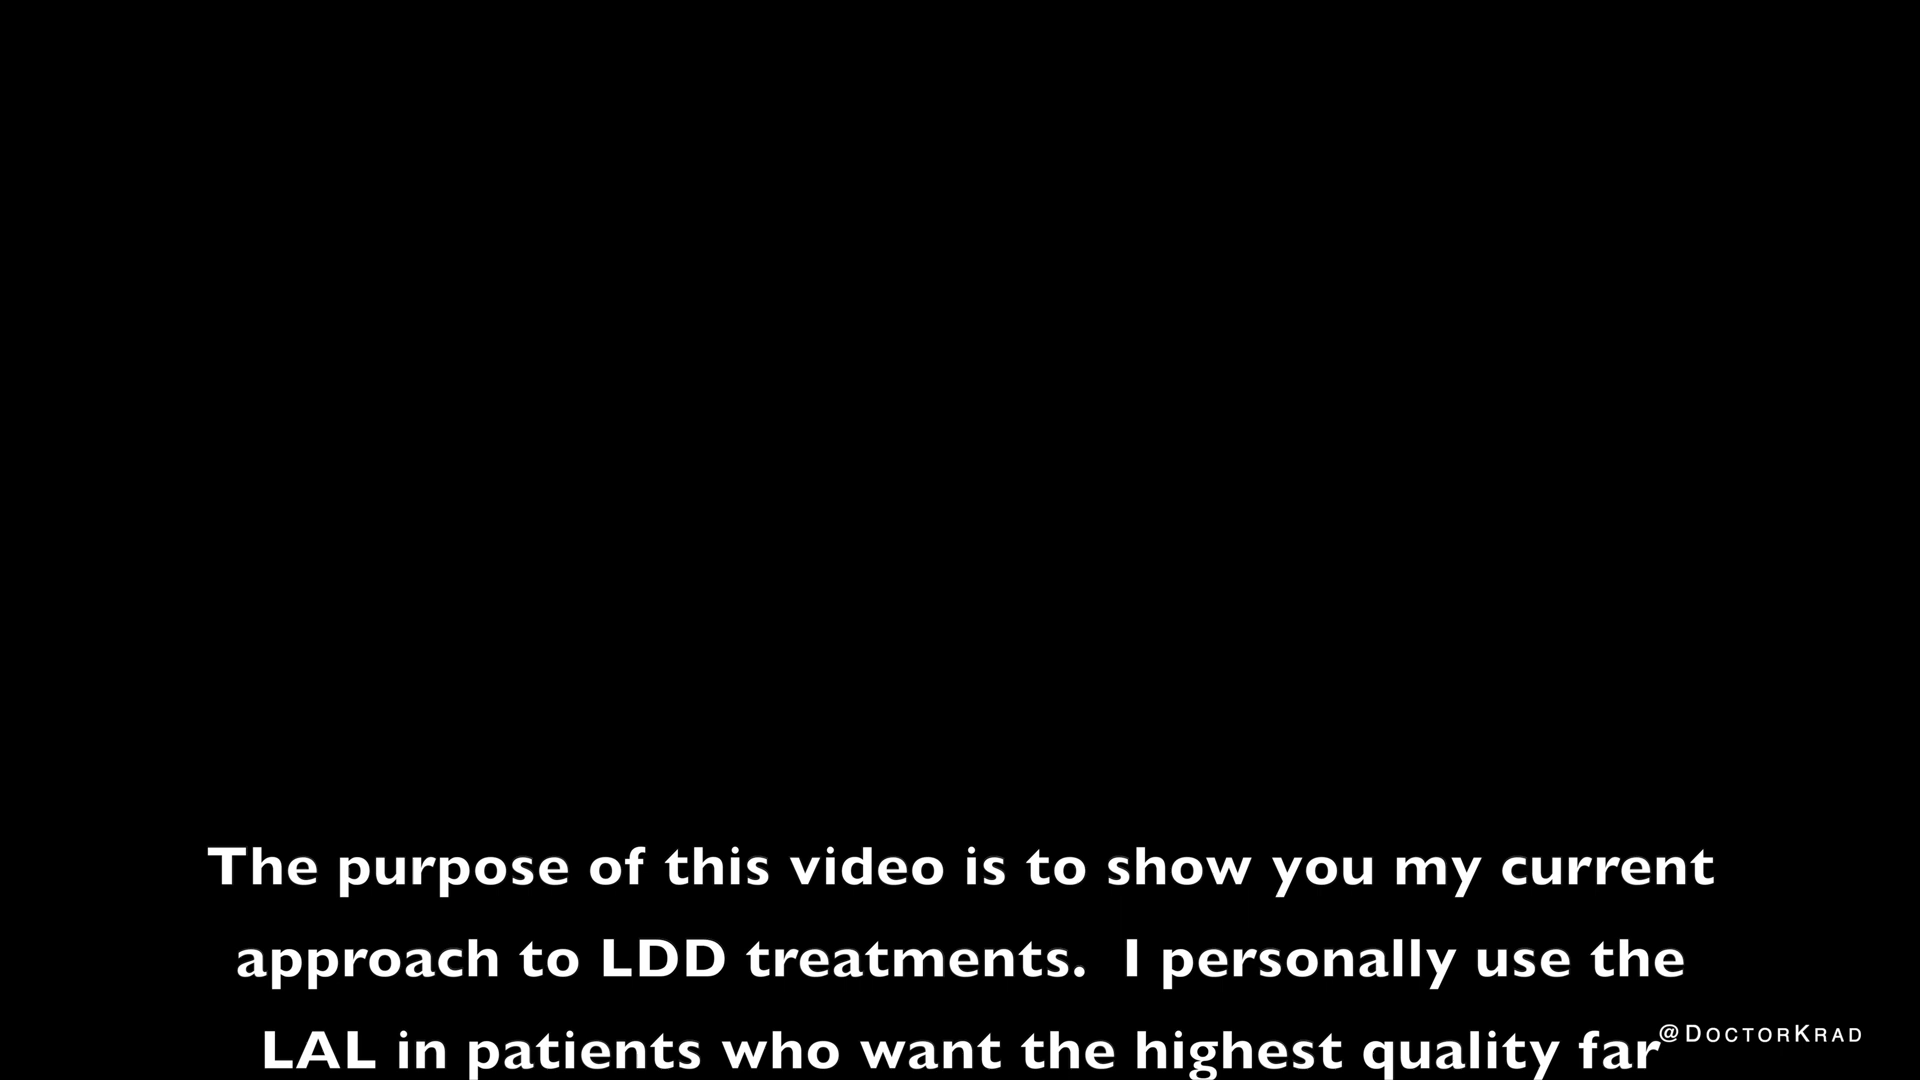 The purpose of this video is to show you my current
approach to LDD treatments.  I personally use the
LAL in patients who want the highest quality far
@DOCTORKRAD